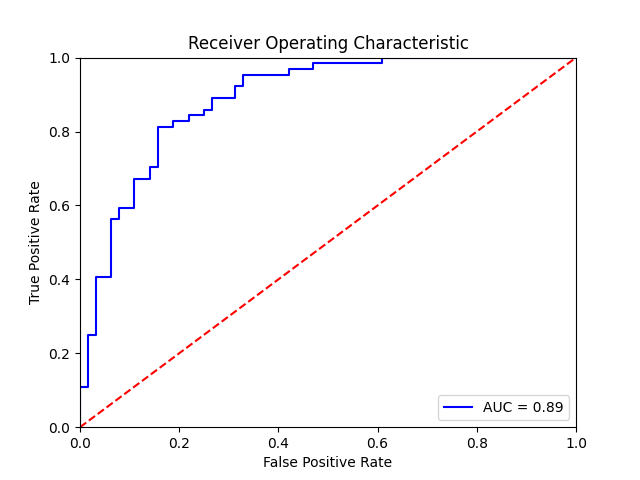 Receiver Operating Characteristic
1.0
0.8
0.6
0.4
0.2
0.0
True Positive Rate
AUC = 0.89
0.0 0.2 0.4 0.6 0.8 1.0
False Positive Rate